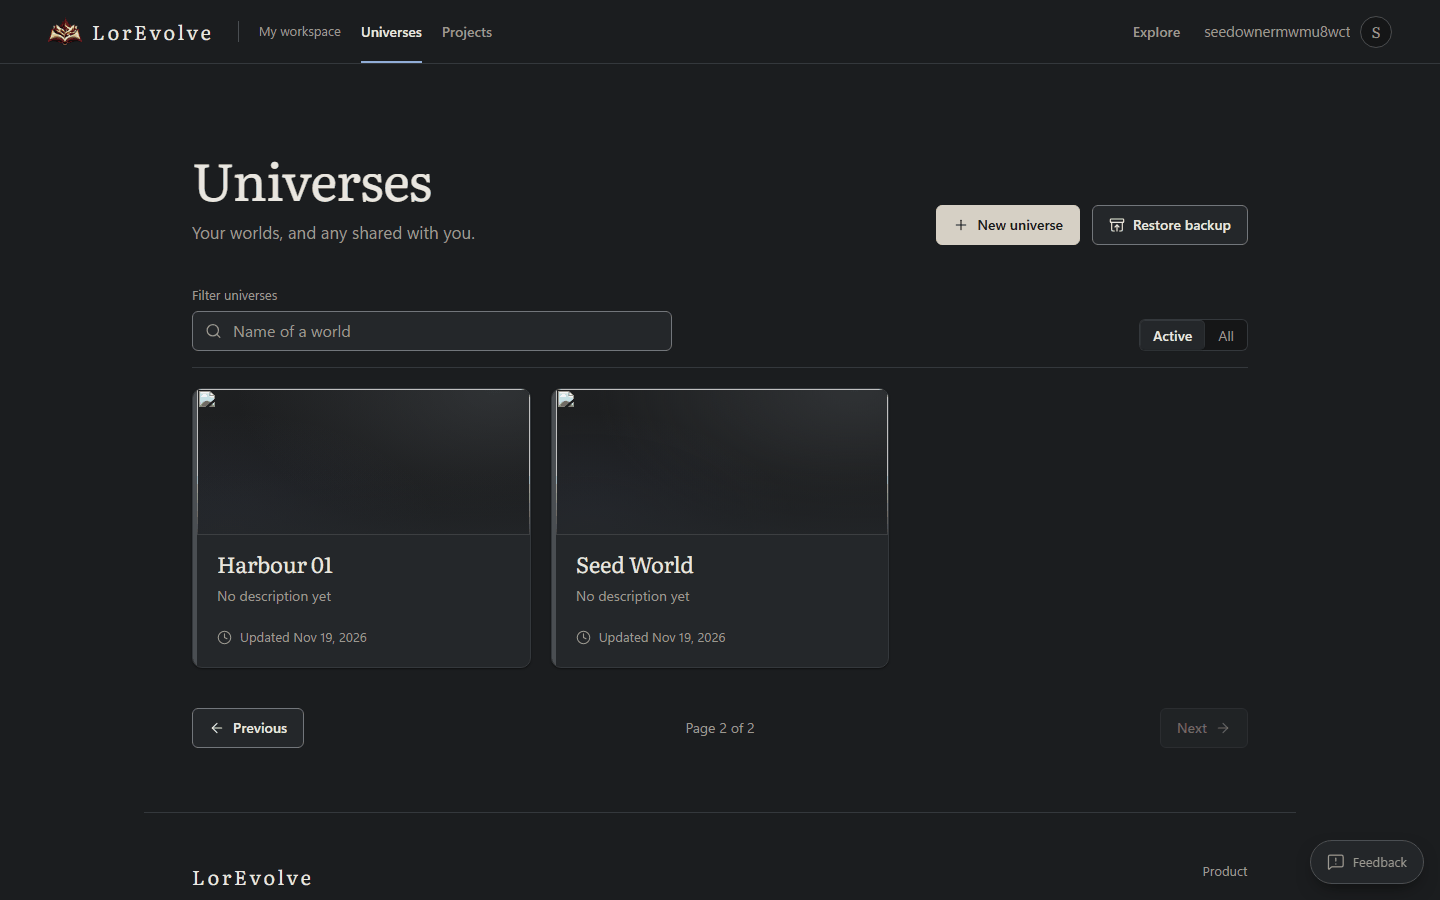 LorEvolve
My workspace
Universes
Projects
Explore
seedownermwmu8wct
S
Universes
Your worlds, and any shared with you.
New universe
Restore backup
Filter universes
Name of a world
Active
All
Harbour 01
No description yet
Updated Nov 19, 2026
Seed World
No description yet
Updated Nov 19, 2026
Previous
Page 2 of 2
Next
LorEvolve
Product
Feedback